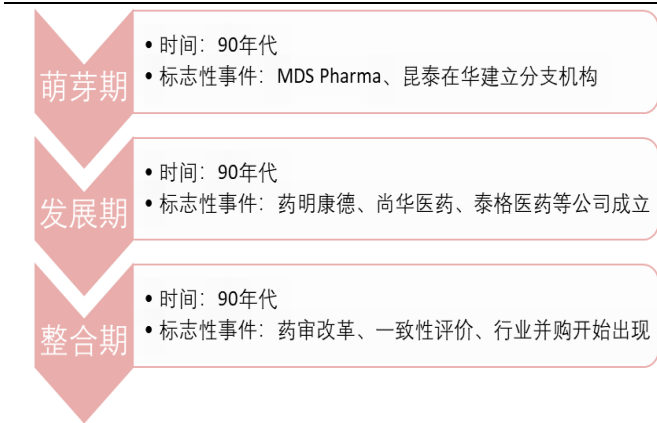 萌芽期
• 时间：90年代
• 标志性事件：MDS Pharma、昆泰在华建立分支机构
发展期
• 时间：90年代
• 标志性事件：药明康德、尚华医药、泰格医药等公司成立
整合期
• 时间：90年代
• 标志性事件：药审改革、一致性评价、行业并购开始出现